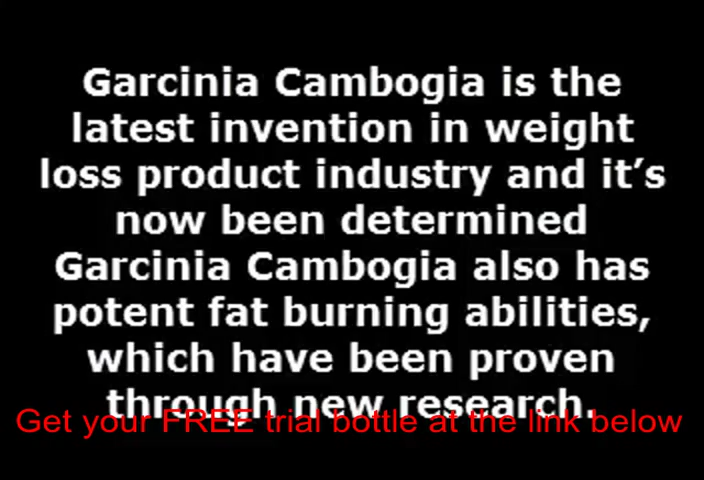 Garcinia Cambogia is the
latest invention in weight
loss product industry and it’s
now been determined
Garcinia Cambogia also has
potent fat burning abilities,
which have been proven
through new research.
Get your FREE trial bottle at the link below